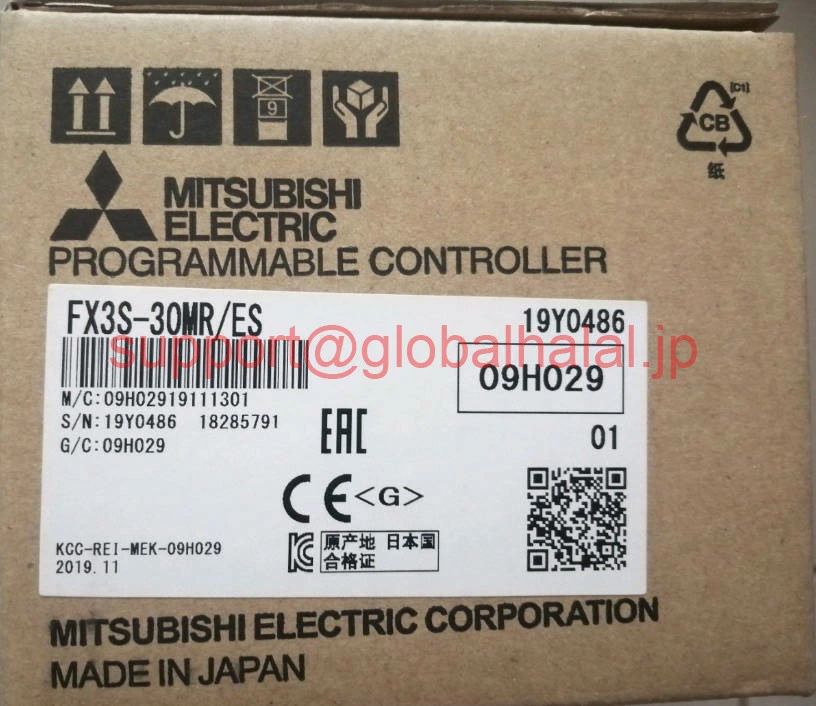 9
[C1]
CB
纸
MITSUBISHI
ELECTRIC
PROGRAMMABLE CONTROLLER
FX3S-30MR/ES
19Y0486
support@globalhalal.jp
09H029
M/C:09H02919111301
S/N:19Y0486 18285791
G/C:09H029
EAC
01
CE<G>
KCC-REI-MEK-09H029
2019.11
原产地 日本国
合格证
MITSUBISHI ELECTRIC CORPORATION
MADE IN JAPAN